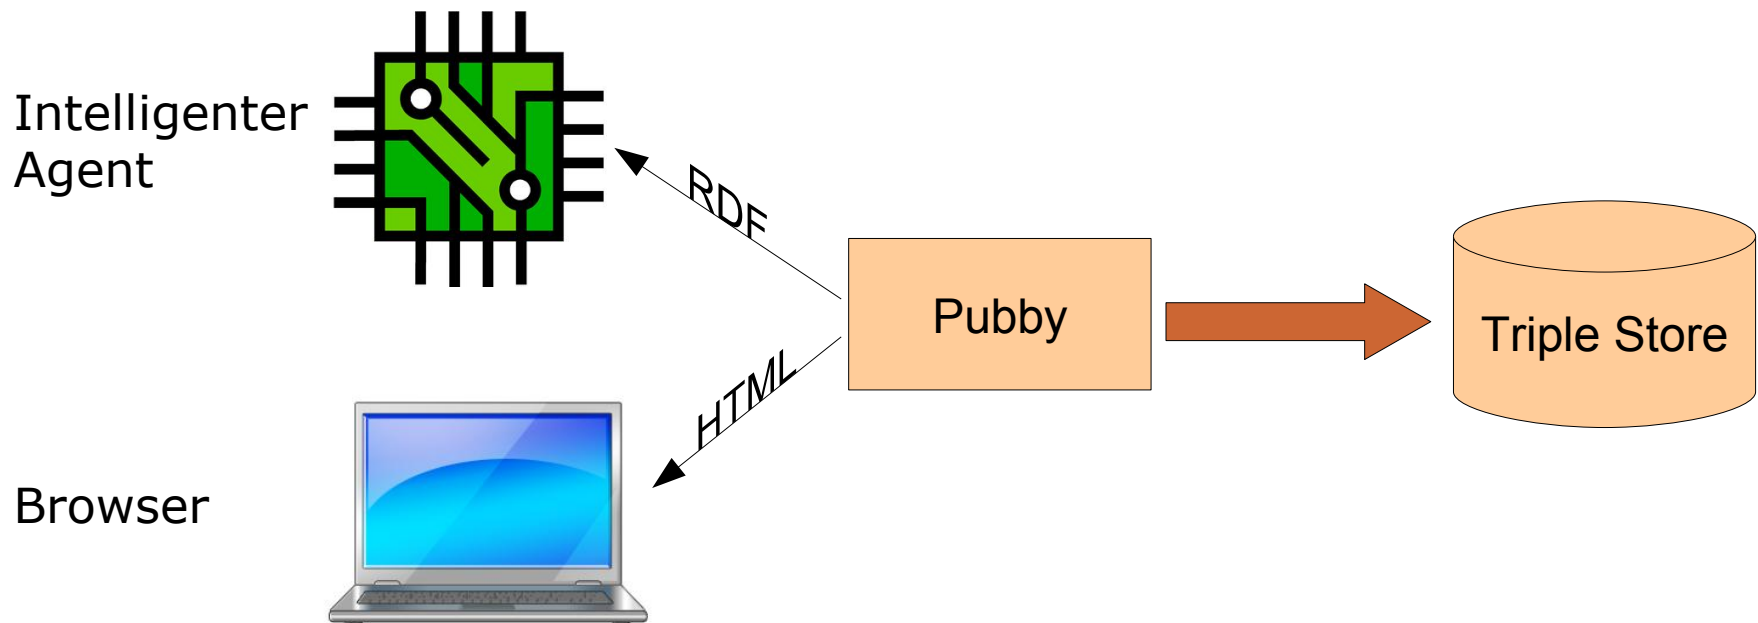 Intelligenter
Agent
RDF
Pubby
Triple Store
HTML
Browser